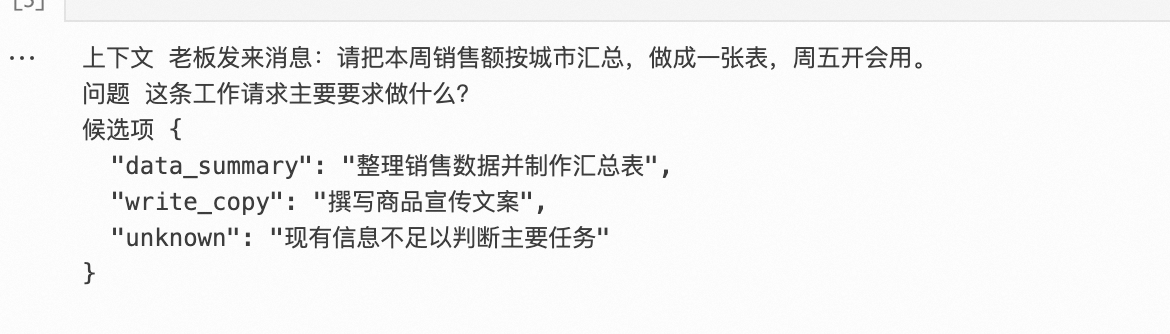 [5]
... 上下文 老板发来消息：请把本周销售额按城市汇总，做成一张表，周五开会用。
问题 这条工作请求主要要求做什么？
候选项 {
  "data_summary": "整理销售数据并制作汇总表",
  "write_copy": "撰写商品宣传文案",
  "unknown": "现有信息不足以判断主要任务"
}